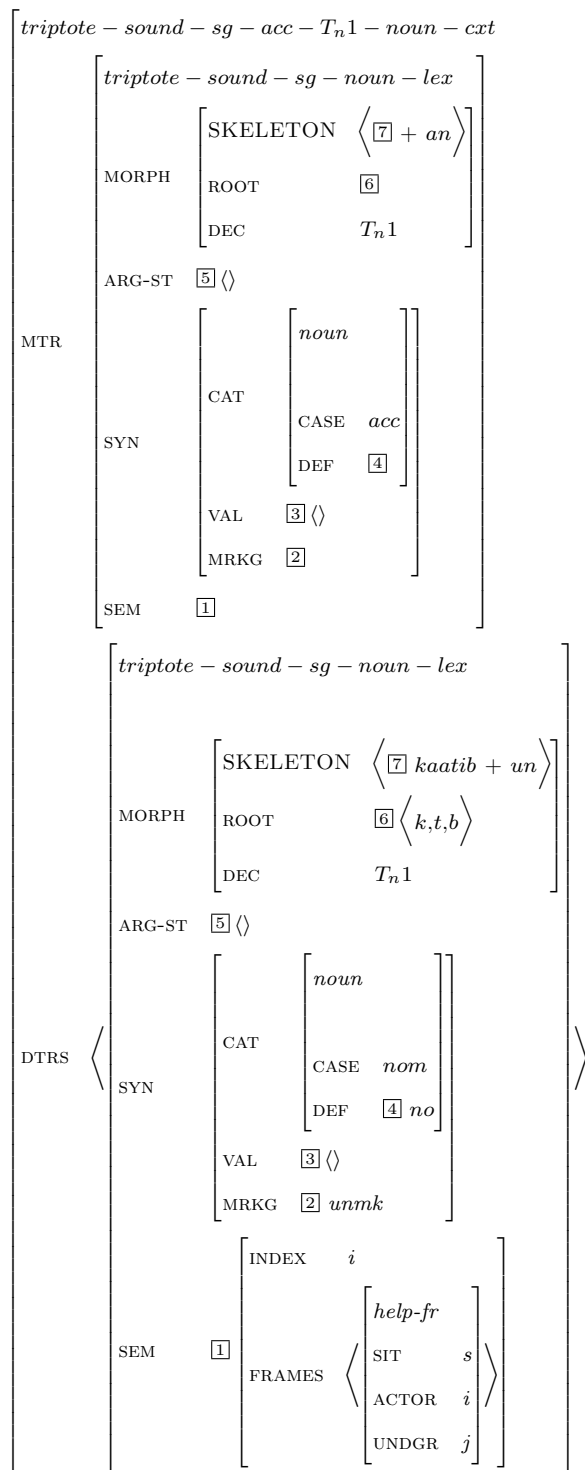 triptote − sound − sg − acc − Tn1 − noun − cxt
triptote − sound − sg − noun − lex
SKELETON ⟨ 7 + an ⟩
MORPH ROOT 6
DEC Tn1
ARG-ST 5 ⟨⟩
noun
CAT CASE acc
DEF 4
MTR
SYN
VAL 3 ⟨⟩
MRKG 2
SEM 1
triptote − sound − sg − noun − lex
SKELETON ⟨ 7 kaatib + un ⟩
MORPH ROOT 6 ⟨ k,t,b ⟩
DEC Tn1
ARG-ST 5 ⟨⟩
noun
CAT CASE nom
DEF 4 no
DTRS ⟨ ⟩
SYN
VAL 3 ⟨⟩
MRKG 2 unmk
INDEX i
help-fr
SEM 1 SIT s
FRAMES ⟨ ⟩
ACTOR i
UNDGR j